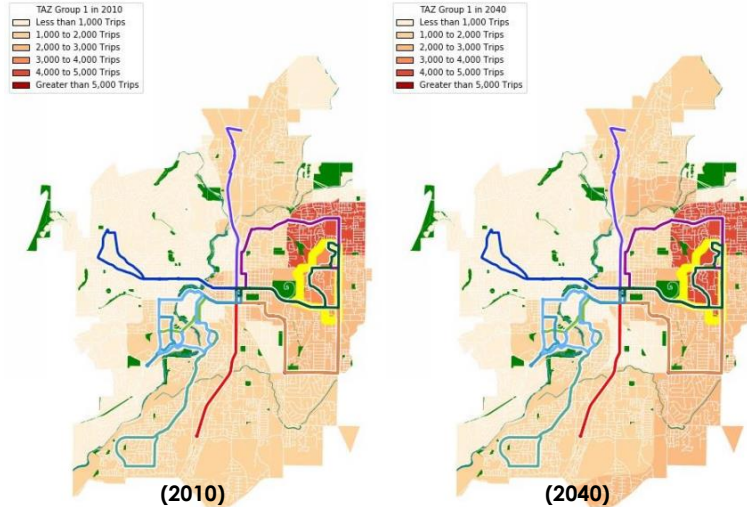 TAZ Group 1 in 2010
Less than 1,000 Trips
1,000 to 2,000 Trips
2,000 to 3,000 Trips
3,000 to 4,000 Trips
4,000 to 5,000 Trips
Greater than 5,000 Trips
TAZ Group 1 in 2040
Less than 1,000 Trips
1,000 to 2,000 Trips
2,000 to 3,000 Trips
3,000 to 4,000 Trips
4,000 to 5,000 Trips
Greater than 5,000 Trips
(2010)
(2040)